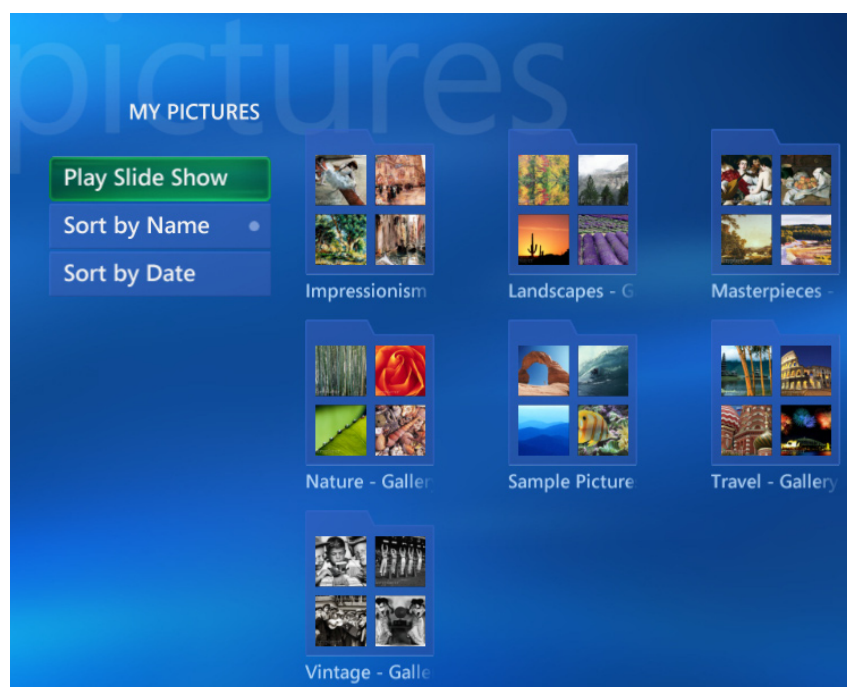 pictures
MY PICTURES
Play Slide Show
Sort by Name
Sort by Date
Impressionism
Landscapes - G
Masterpieces -
Nature - Galler
Sample Picture
Travel - Gallery
Vintage - Galle